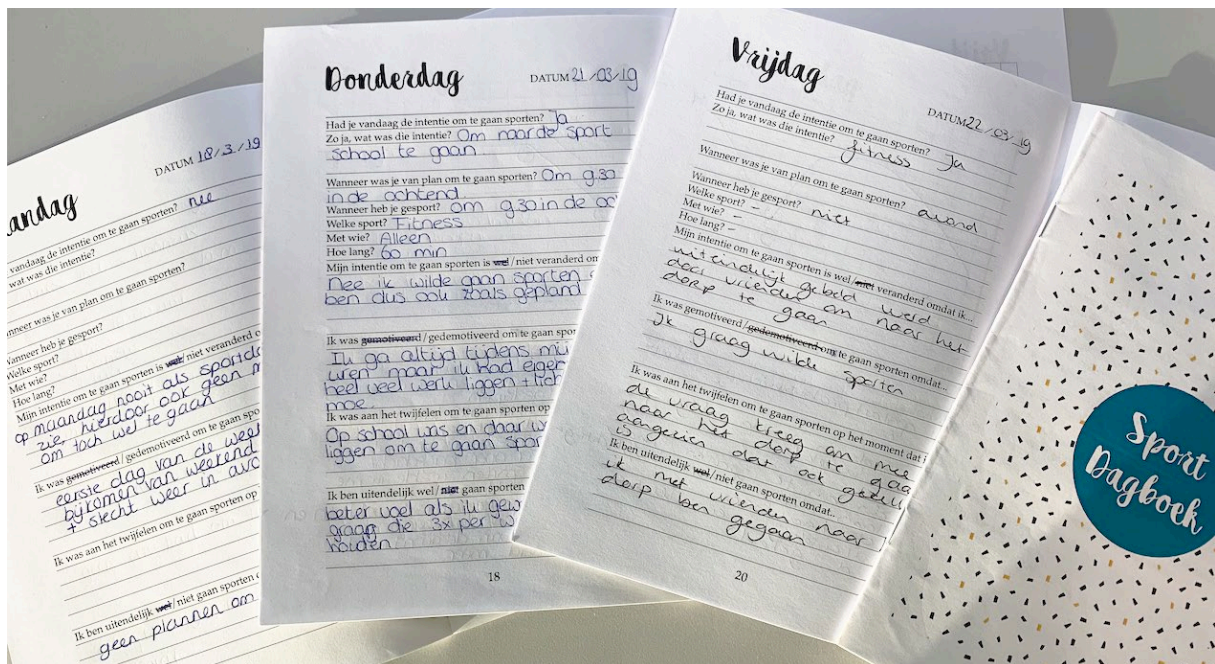 andag
DATUM 18/3/19
vandaag de intentie om te gaan sporten? nee
wat was die intentie?
nneer was je van plan om te gaan sporten?
Wanneer heb je gesport?
Welke sport?
Met wie?
Hoe lang?
Mijn intentie om te gaan sporten is wel/niet veranderd o
op maandag nooit als sportda
zie, hierdoor ook geen m
om toch wel te gaan
Ik was gemotiveerd / gedemotiveerd om te gaan spo
eerste dag van de week
bijkomen van weekend
+ slecht weer in avo
Ik was aan het twijfelen om te gaan sporten op
Ik ben uitendelijk wel/niet gaan sporten o
geen plannen om
Donderdag
DATUM 21/03/19
Had je vandaag de intentie om te gaan sporten? Ja
Zo ja, wat was die intentie? Om naar de sport
school te gaan
Wanneer was je van plan om te gaan sporten? Om 9.30
in de ochtend
Wanneer heb je gesport? Om 9.30 in de oc
Welke sport? Fitness
Met wie? Alleen
Hoe lang? 60 min
Mijn intentie om te gaan sporten is wel/niet veranderd om
Nee ik wilde gaan sporten
ben dus ook zoals gepland
Ik was gemotiveerd / gedemotiveerd om te gaan spor
Ik ga altijd tijdens mij
uren maar ik had eigen
heel veel werk liggen + lich
moe
Ik was aan het twijfelen om te gaan sporten op
Op school was en daar w
liggen om te gaan spor
Ik ben uitendelijk wel / niet gaan sporten
beter voel als ik gew
graag die 3x per w
houden
18
Vrijdag
DATUM 22/03/19
Had je vandaag de intentie om te gaan sporten? Ja
Zo ja, wat was die intentie? fitness
Wanneer was je van plan om te gaan sporten? avond
Wanneer heb je gesport? niet
Welke sport? -
Met wie? -
Hoe lang? -
Mijn intentie om te gaan sporten is wel/niet veranderd omdat ik...
uiteindelijk gebeld werd
door vrienden om naar het
dorp te gaan
Ik was gemotiveerd/gedemotiveerd om te gaan sporten omdat...
Ik graag wilde sporten
Ik was aan het twijfelen om te gaan sporten op het moment dat i
de vraag kreeg om mee
naar het dorp te gaa
aangezien dat ook
is
Ik ben uitendelijk wel/niet gaan sporten omdat...
ik met vrienden naar
dorp ben gegaan
20
Sport
Dagboek